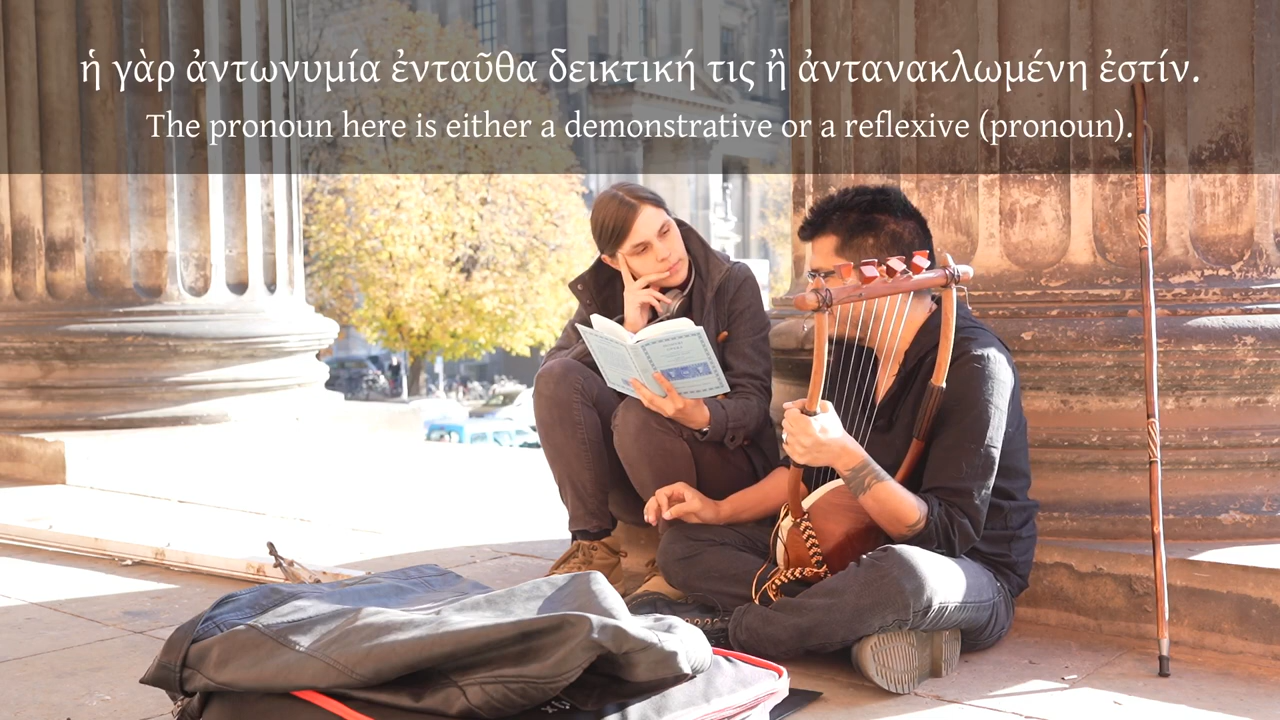 ἡ γὰρ ἀντωνυμία ἐνταῦθα δεικτική τις ἢ ἀντανακλωμένη ἐστίν.
The pronoun here is either a demonstrative or a reflexive (pronoun).